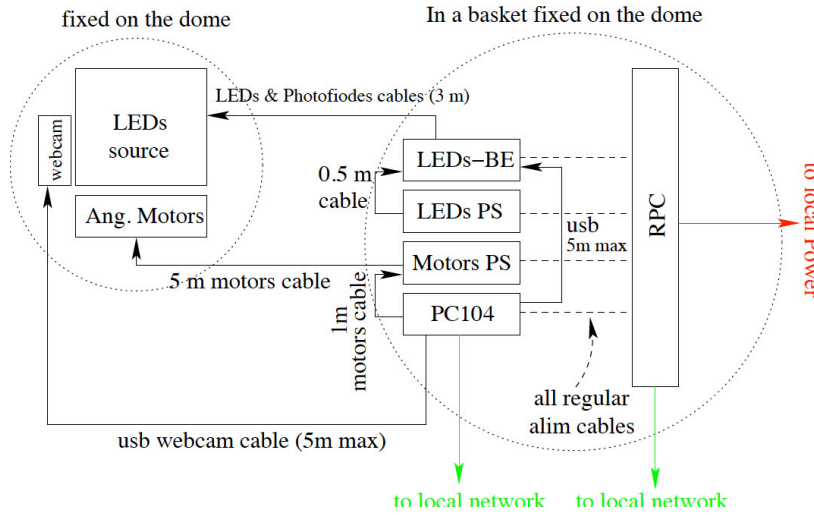 fixed on the dome
In a basket fixed on the dome
LEDs & Photofiodes cables (3 m)
webcam
LEDs
source
Ang. Motors
0.5 m
cable
LEDs−BE
LEDs PS
Motors PS
PC104
usb
5m max
RPC
to local Power
5 m motors cable
1m
motors cable
all regular
alim cables
usb webcam cable (5m max)
to local network
to local network